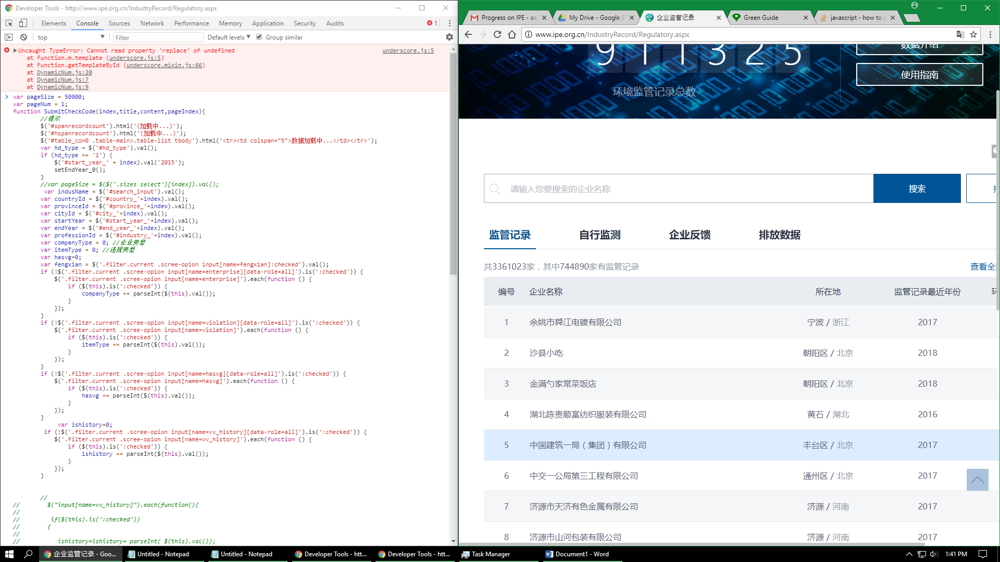 Developer Tools - http://www.ipe.org.cn/IndustryRecord/Regulatory.aspx
Elements Console Sources Network Performance Memory Application Security Audits 1
top Filter Default levels Group similar
Uncaught TypeError: Cannot read property 'replace' of undefined underscore.js:5
at Function.m.template (underscore.js:5)
at Function.getTemplateById (underscore.mixin.js:66)
at DynamicNum.js:20
at DynamicNum.js:7
at DynamicNum.js:9
var pageSize = 50000;
var pageNum = 1;
function SubmitCheckCode(index,title,content,pageIndex){
//提示
$('#spanrecordcount').html('(加载中...)');
$('#hspanrecordcount').html('(加载中...)');
$('#table_con0 .table-main>.table-list tbody').html('<tr><td colspan="5">数据加载中...</td></tr>');
var hd_type = $('#hd_type').val();
if (hd_type == '1') {
$('#start_year_' + index).val('2015');
setEndYear_0();
}
//var pageSize = $($('.sizes select')[index]).val();
var indusName = $('#search_input').val();
var countryId = $('#country_'+index).val();
var provinceId = $('#province_'+index).val();
var cityId = $('#city_'+index).val();
var startYear = $('#start_year_'+index).val();
var endYear = $('#end_year_'+index).val();
var professionId = $('#industry_'+index).val();
var companyType = 0; //企业类型
var itemType = 0; //违规类型
var hasvg=0;
var fengxian = $('.filter.current .scree-opion input[name=fengxian]:checked').val();
if (!$('.filter.current .scree-opion input[name=enterprise][data-role=all]').is(':checked')) {
$('.filter.current .scree-opion input[name=enterprise]').each(function () {
if ($(this).is(':checked')) {
companyType += parseInt($(this).val());
}
});
}
if (!$('.filter.current .scree-opion input[name=violation][data-role=all]').is(':checked')) {
$('.filter.current .scree-opion input[name=violation]').each(function () {
if ($(this).is(':checked')) {
itemType += parseInt($(this).val());
}
});
}
if (!$('.filter.current .scree-opion input[name=hasvg][data-role=all]').is(':checked')) {
$('.filter.current .scree-opion input[name=hasvg]').each(function () {
if ($(this).is(':checked')) {
hasvg += parseInt($(this).val());
}
});
}
var ishistory=0;
if (!$('.filter.current .scree-opion input[name=vv_history][data-role=all]').is(':checked')) {
$('.filter.current .scree-opion input[name=vv_history]').each(function () {
if ($(this).is(':checked')) {
ishistory += parseInt($(this).val());
}
});
}
//
// $("input[name=vv_history]").each(function(){
//
// if($(this).is(':checked'))
// {
//
// ishistory=ishistory+ parseInt( $(this).val());
Progress on IPE - aa My Drive - Google D 企业监管记录 Green Guide javascript - how to p
www.ipe.org.cn/IndustryRecord/Regulatory.aspx
911325
数据介绍
使用指南
环境监管记录总数
请输入您要搜索的企业名称 搜索
监管记录 自行监测 企业反馈 排放数据
共3361023家，其中744890家有监管记录 查看全
编号 企业名称 所在地 监管记录最近年份
1 余姚市舜江电镀有限公司 宁波 / 浙江 2017
2 沙县小吃 朝阳区 / 北京 2018
3 金满勺家常菜饭店 朝阳区 / 北京 2018
4 湖北陈贵顺富纺织服装有限公司 黄石 / 湖北 2016
5 中国建筑一局（集团）有限公司 丰台区 / 北京 2017
6 中交一公局第三工程有限公司 通州区 / 北京 2017
7 济源市天济有色金属有限公司 济源 / 河南 2017
8 济源市山河包装有限公司 济源 / 河南 2017
企业监管记录 - Goo... Untitled - Notepad Untitled - Notepad Developer Tools - htt... Developer Tools - htt... Task Manager Document1 - Word 1:41 PM